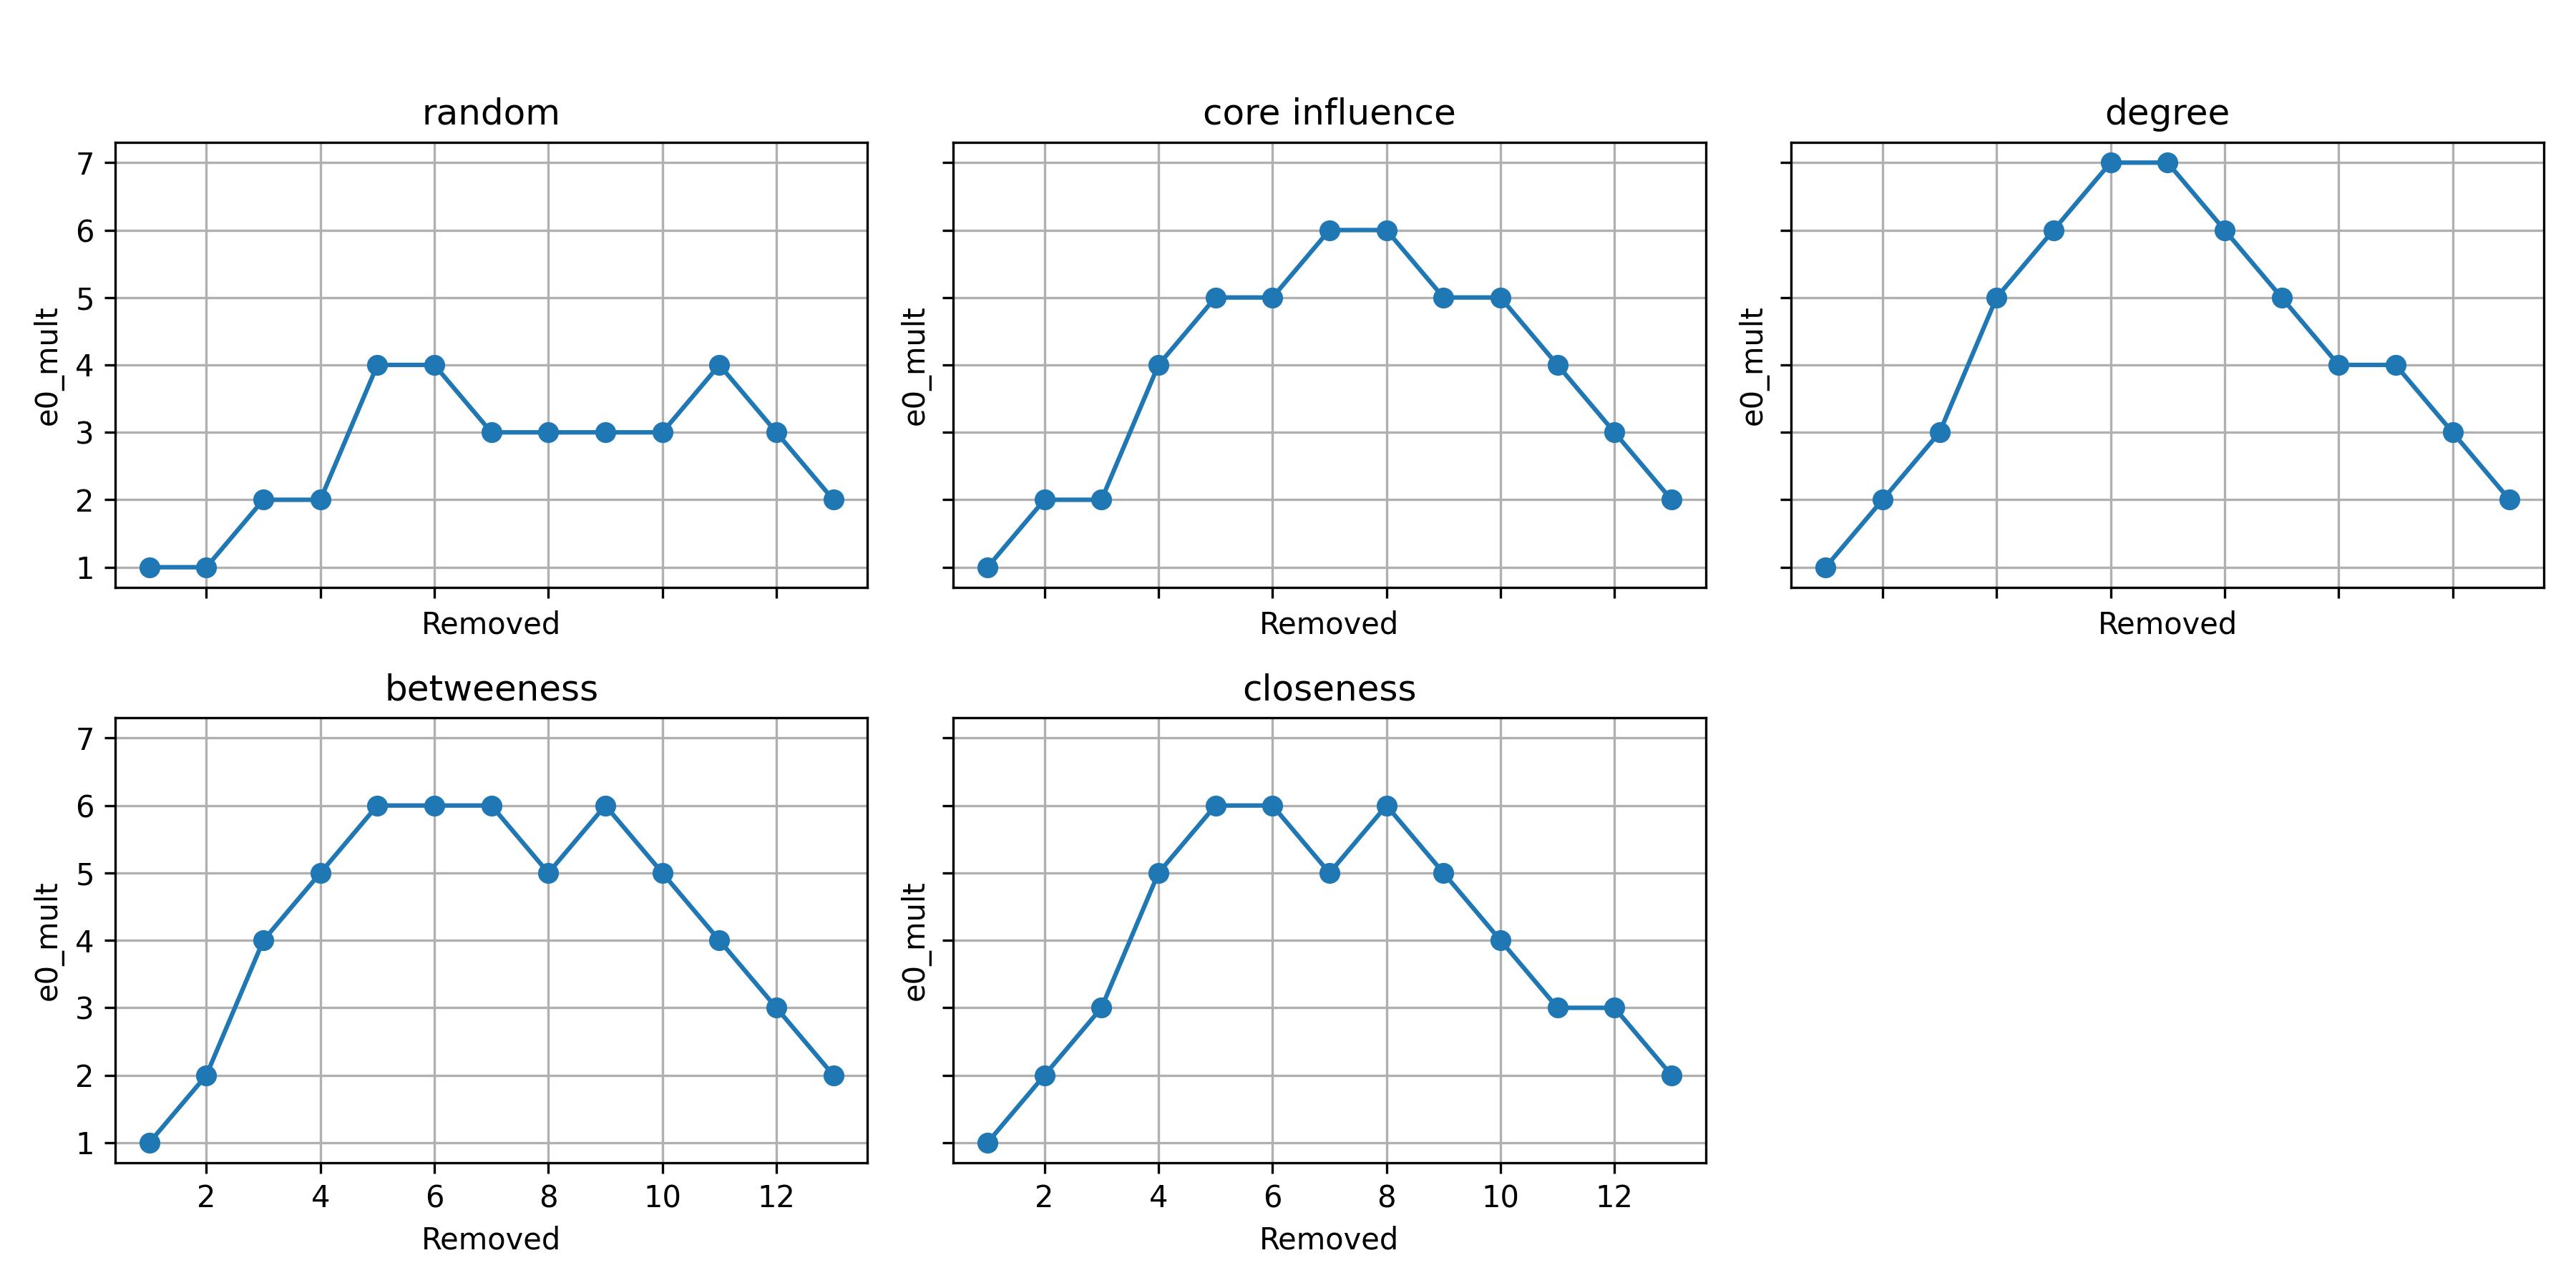 random
core influence
degree
7
6
5
4
3
2
1
e0_mult
e0_mult
e0_mult
Removed
Removed
Removed
betweeness
closeness
7
6
5
4
3
2
1
e0_mult
e0_mult
2 4 6 8 10 12
2 4 6 8 10 12
Removed
Removed